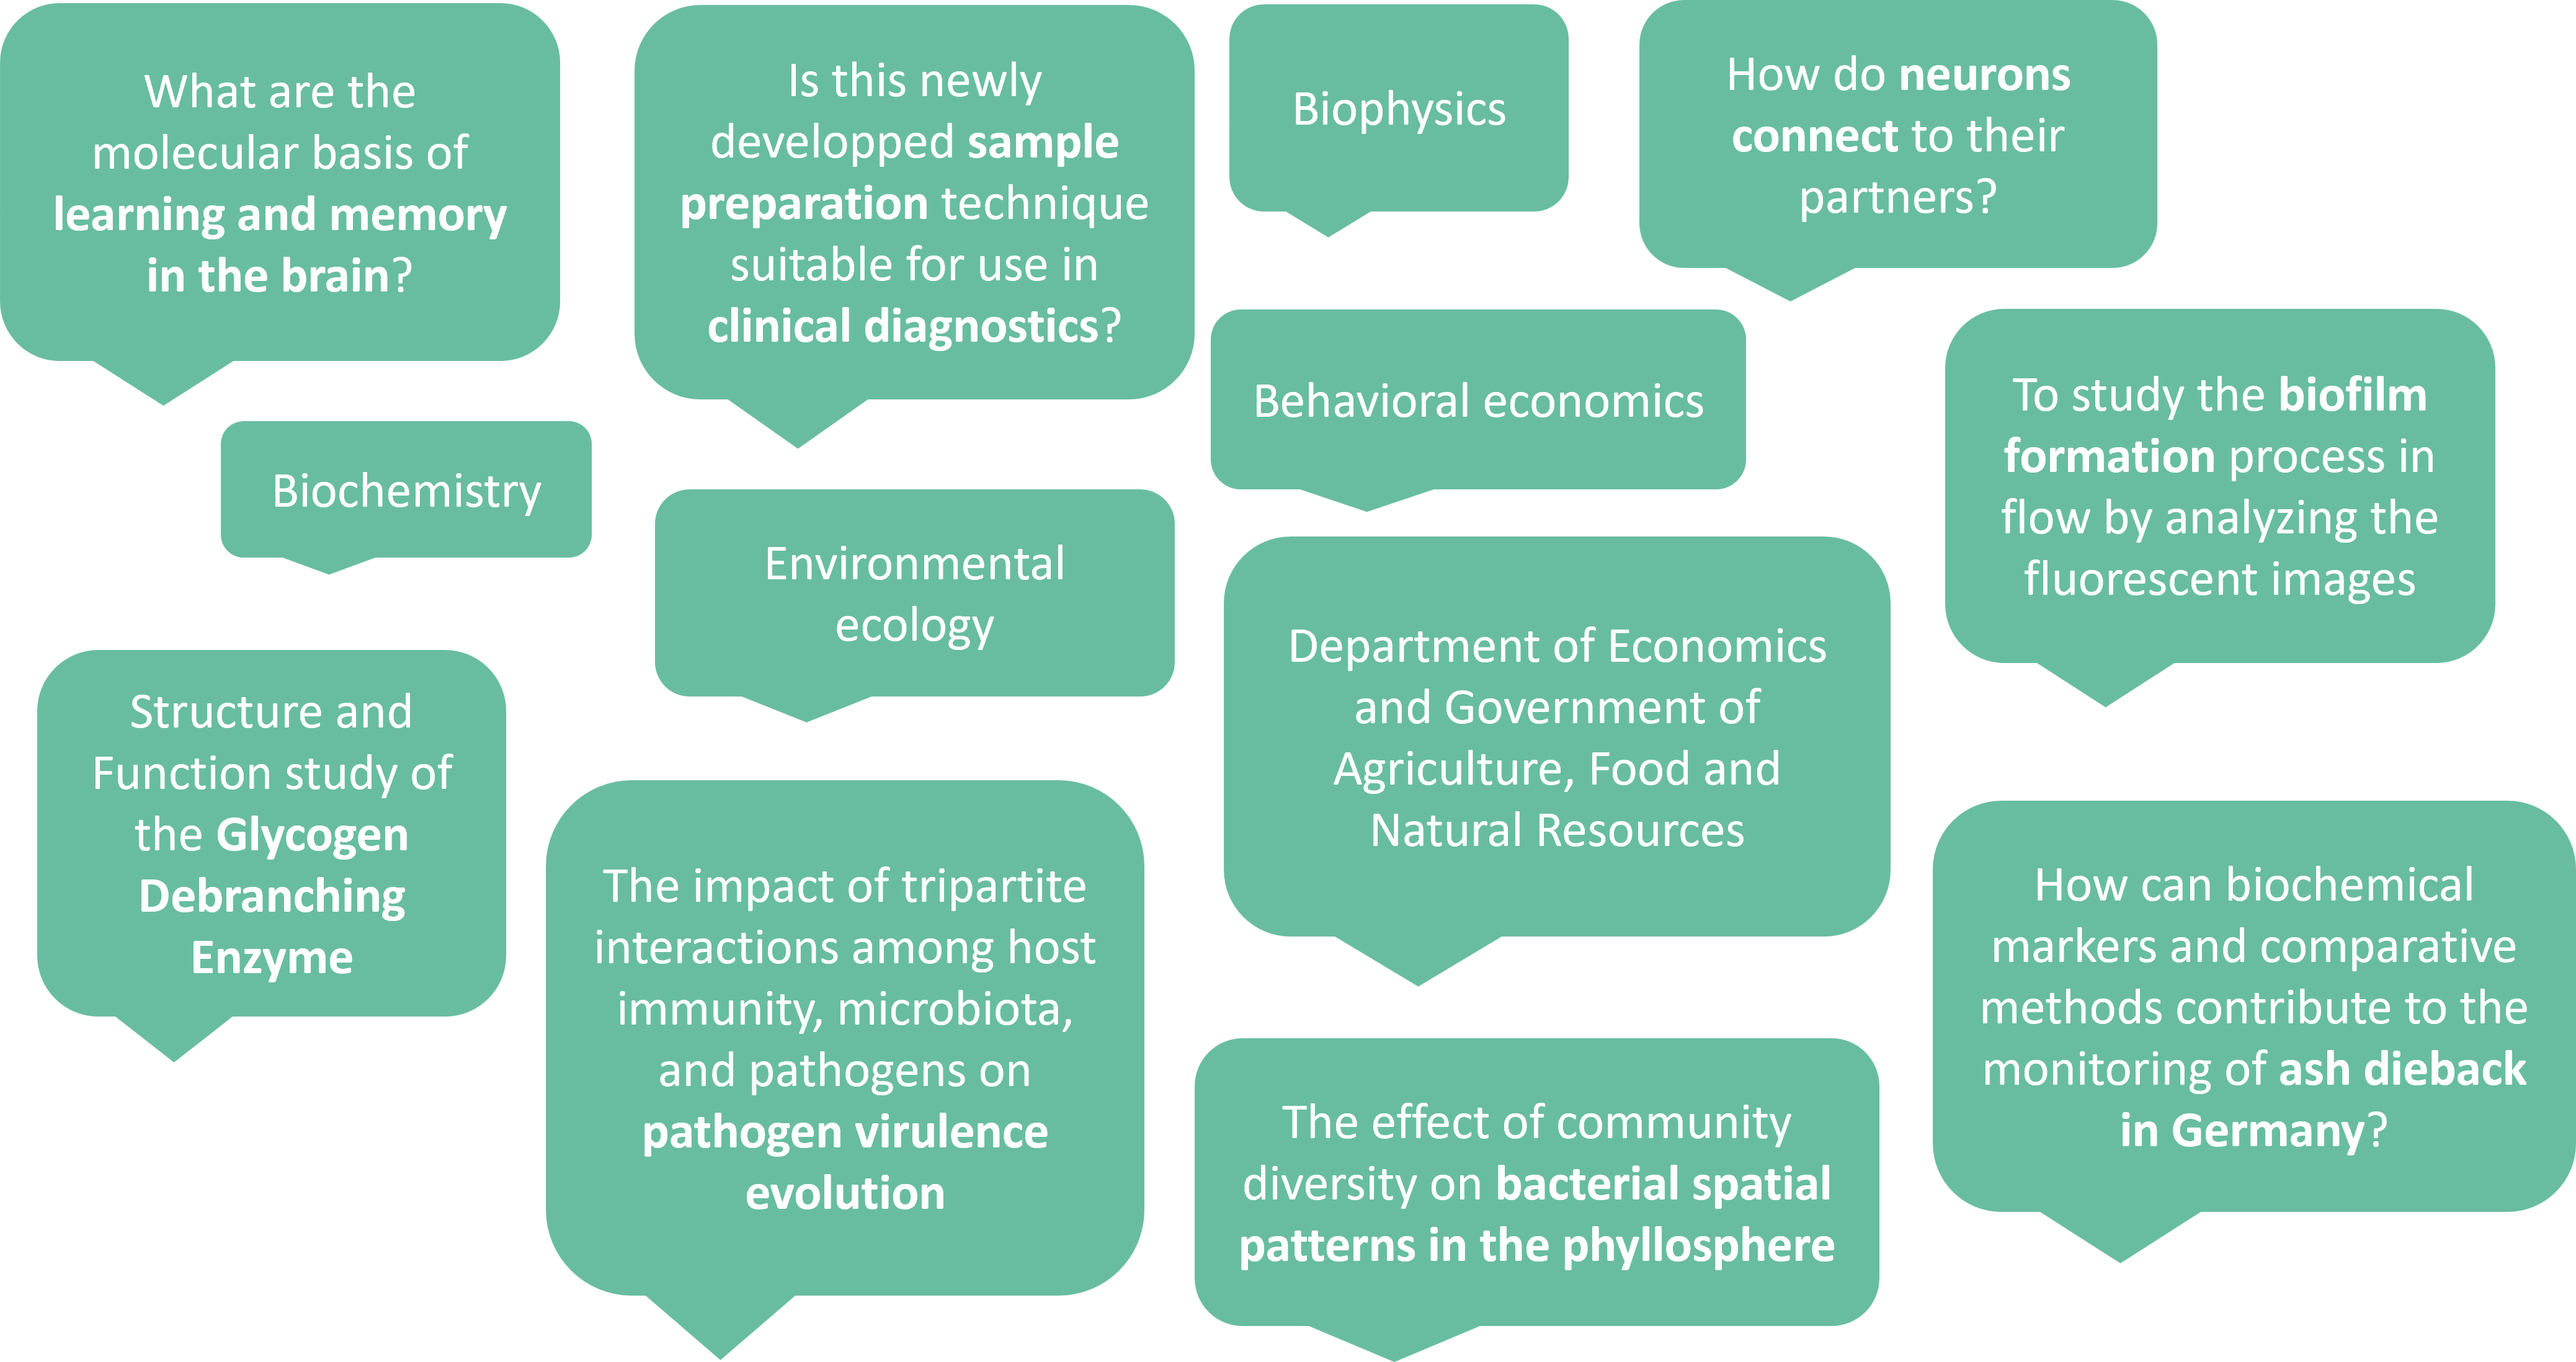 What are the
molecular basis of
learning and memory
in the brain?
Is this newly
developped sample
preparation technique
suitable for use in
clinical diagnostics?
Biophysics
How do neurons
connect to their
partners?
Behavioral economics
To study the biofilm
formation process in
flow by analyzing the
fluorescent images
Biochemistry
Environmental
ecology
Department of Economics
and Government of
Agriculture, Food and
Natural Resources
Structure and
Function study of
the Glycogen
Debranching
Enzyme
The impact of tripartite
interactions among host
immunity, microbiota,
and pathogens on
pathogen virulence
evolution
How can biochemical
markers and comparative
methods contribute to the
monitoring of ash dieback
in Germany?
The effect of community
diversity on bacterial spatial
patterns in the phyllosphere